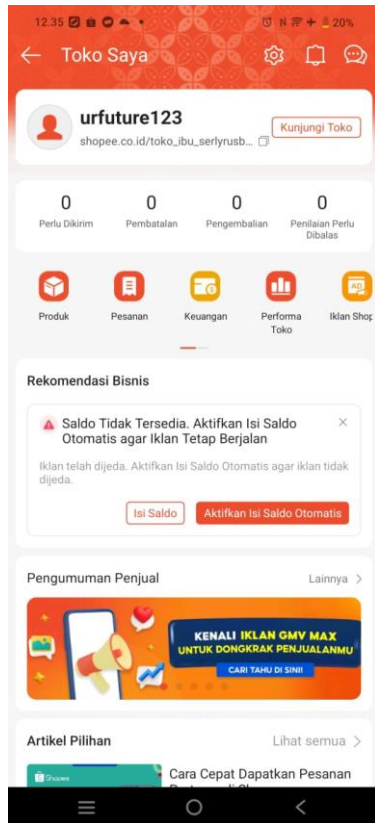 12.35
20%
Toko Saya
urfuture123
shopee.co.id/toko_ibu_serlyrusb...
Kunjungi Toko
0 0 0 0
Perlu Dikirim Pembatalan Pengembalian Penilaian Perlu
Dibalas
AD
Produk Pesanan Keuangan Performa Iklan Shop
Toko
Rekomendasi Bisnis
Saldo Tidak Tersedia. Aktifkan Isi Saldo
Otomatis agar Iklan Tetap Berjalan
Iklan telah dijeda. Aktifkan Isi Saldo Otomatis agar iklan tidak
dijeda.
Isi Saldo Aktifkan Isi Saldo Otomatis
Pengumuman Penjual Lainnya
KENALI IKLAN GMV MAX
UNTUK DONGKRAK PENJUALANMU
CARI TAHU DI SINI!
Artikel Pilihan Lihat semua
Shopee
Cara Cepat Dapatkan Pesanan